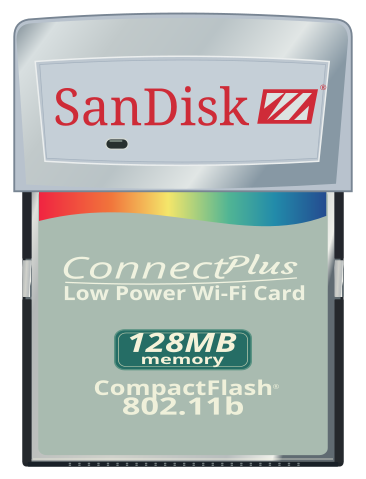 SanDisk®
ConnectPlus
Low Power Wi-Fi Card
128MB
memory
CompactFlash®
802.11b